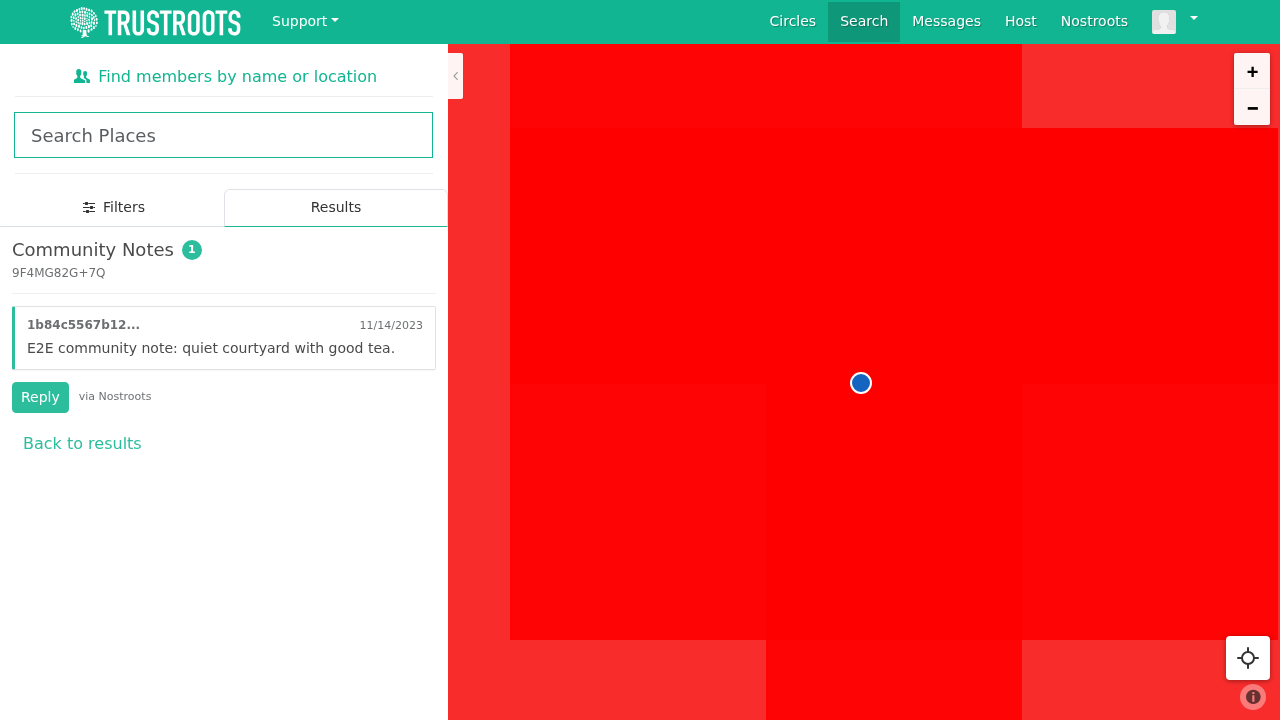 TRUSTROOTS
Support
Circles
Search
Messages
Host
Nostroots
Find members by name or location
Search Places
Filters
Results
Community Notes 1
9F4MG82G+7Q
1b84c5567b12... 11/14/2023
E2E community note: quiet courtyard with good tea.
Reply via Nostroots
Back to results
+
−